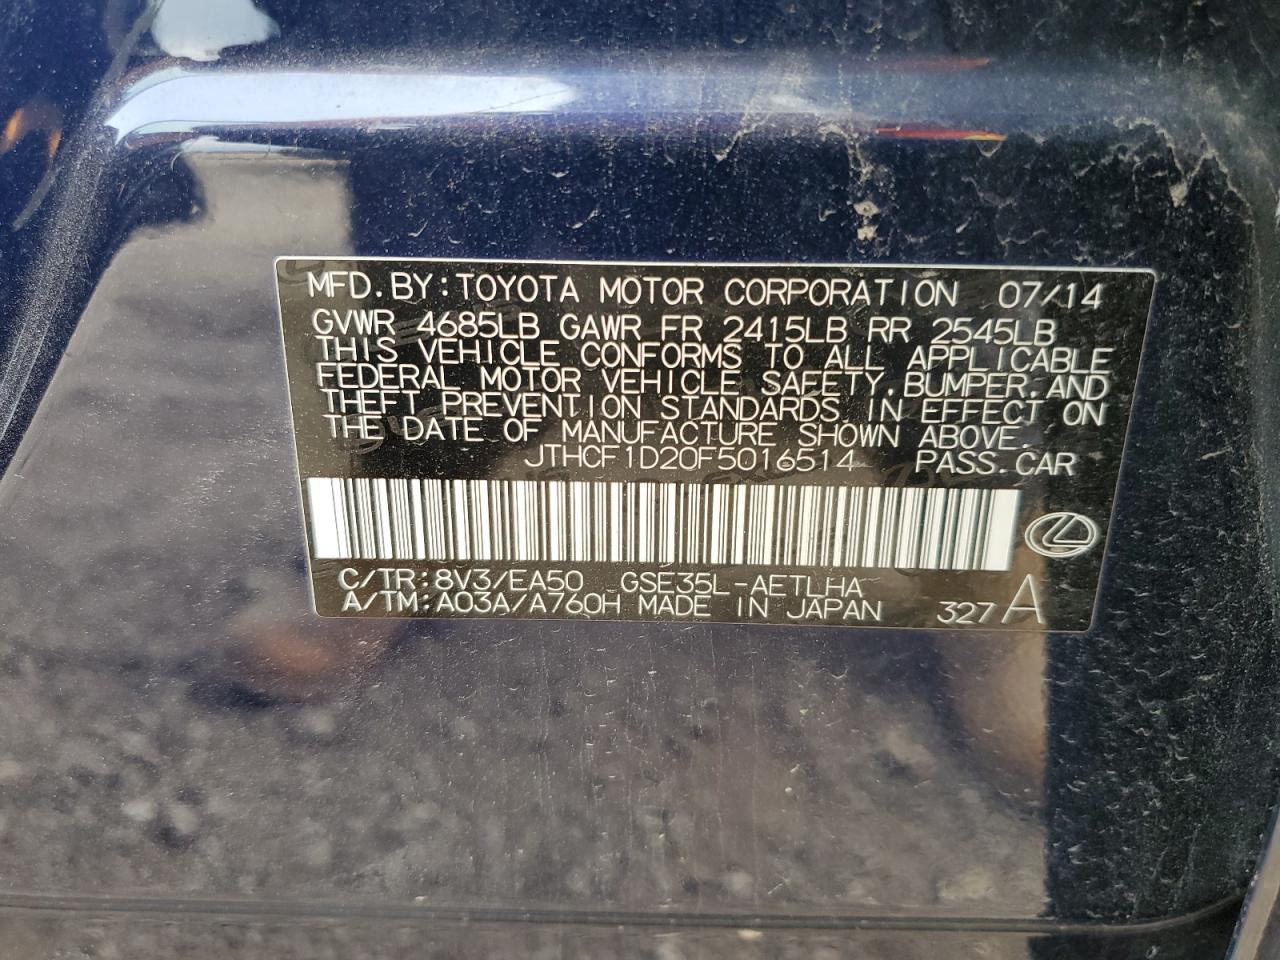 MFD. BY: TOYOTA MOTOR CORPORATION 07/14
GVWR 4685LB GAWR FR 2415LB RR 2545LB
THIS VEHICLE CONFORMS TO ALL APPLICABLE
FEDERAL MOTOR VEHICLE SAFETY, BUMPER, AND
THEFT PREVENTION STANDARDS IN EFFECT ON
THE DATE OF MANUFACTURE SHOWN ABOVE.
JTHCF1D20F5016514 PASS. CAR
C/TR: 8V3/EA50 GSE35L-AETLHA
A/TM: A03A/A760H MADE IN JAPAN 327 A